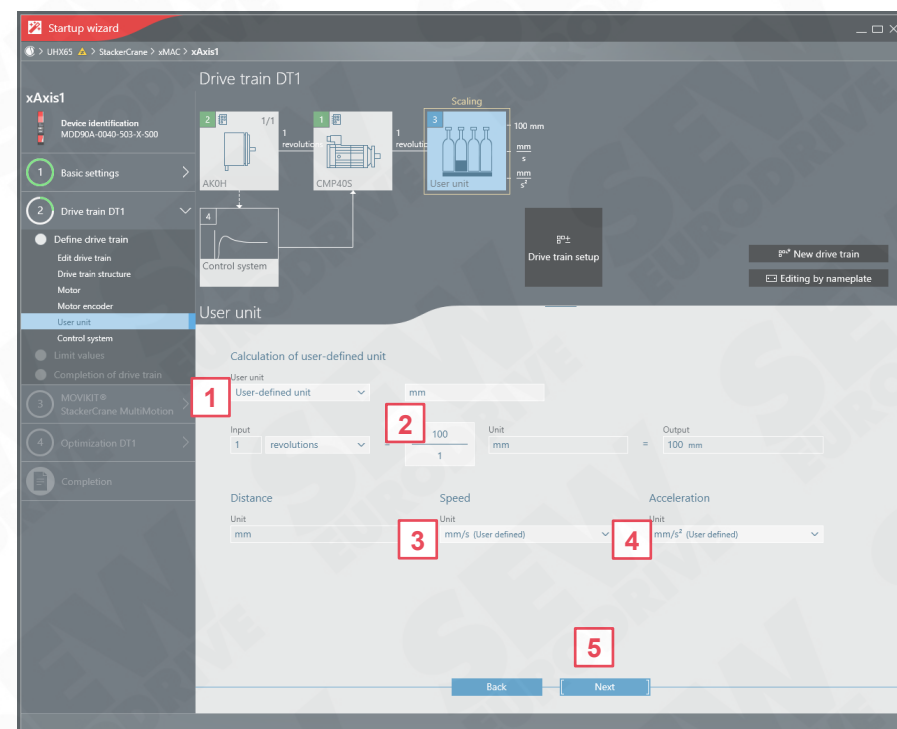 Startup wizard
> UHX65 > StackerCrane > xMAC > xAxis1
Drive train DT1
xAxis1
Device identification
MDD90A-0040-503-X-S00
1 Basic settings
2 Drive train DT1
Define drive train
Edit drive train
Drive train structure
Motor
Motor encoder
User unit
Control system
Limit values
Completion of drive train
3 MOVIKIT®
StackerCrane MultiMotion
4 Optimization DT1
Completion
Scaling
2 1/1
AK0H
1
revolutions
1
CMP40S
1
3
User unit
100 mm
mm
s
mm
s²
4
Control system
Drive train setup
New drive train
Editing by nameplate
User unit
Calculation of user-defined unit
User unit
1 User-defined unit
mm
2
Input
1 revolutions =
100
1
Unit
mm
=
Output
100 mm
Distance
Unit
mm
Speed
Unit
3 mm/s (User defined)
Acceleration
Unit
4 mm/s² (User defined)
5
Back
Next
SEW
EURODRIVE